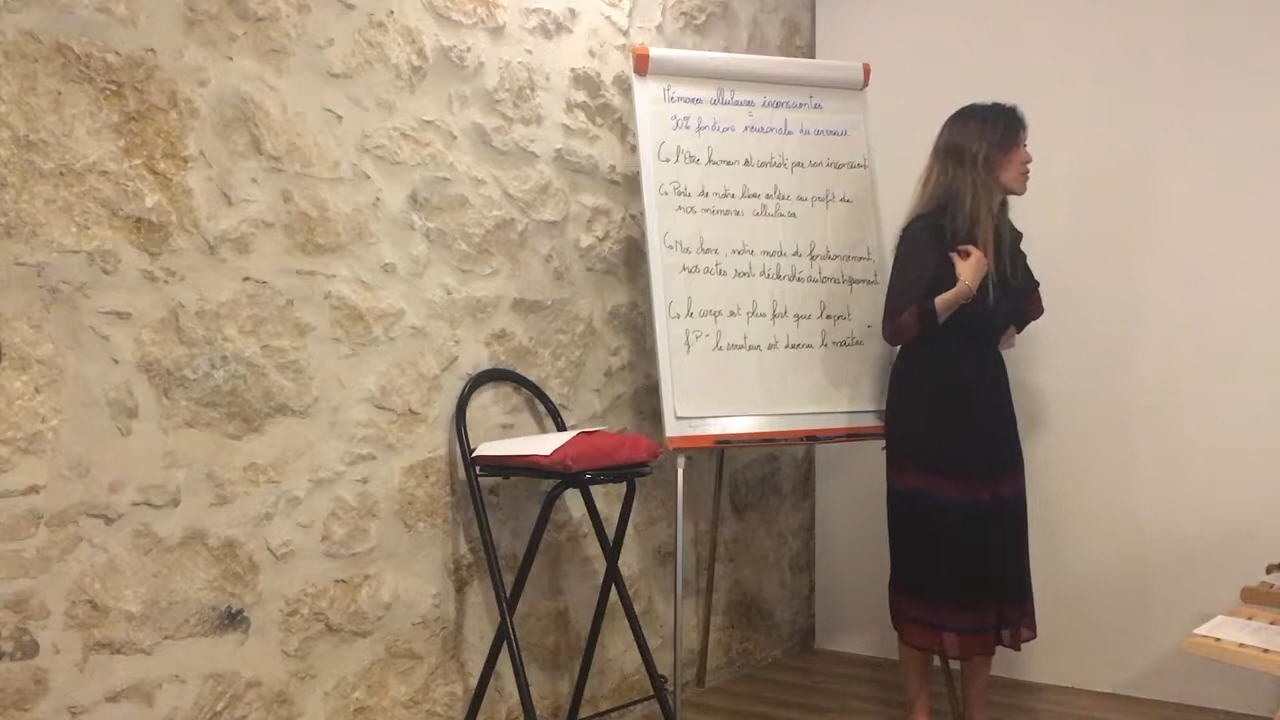 Mémoires cellulaires inconscientes
=
90% fonctions neuronales du cerveau
↳ l'Être humain est contrôlé par son inconscient
↳ Perte de notre libre arbitre au profit de
nos mémoires cellulaires
↳ Nos choix, notre mode de fonctionnement,
nos actes sont déclenchés automatiquement
↳ le corps est plus fort que l'esprit
"le serviteur est devenu le maître"